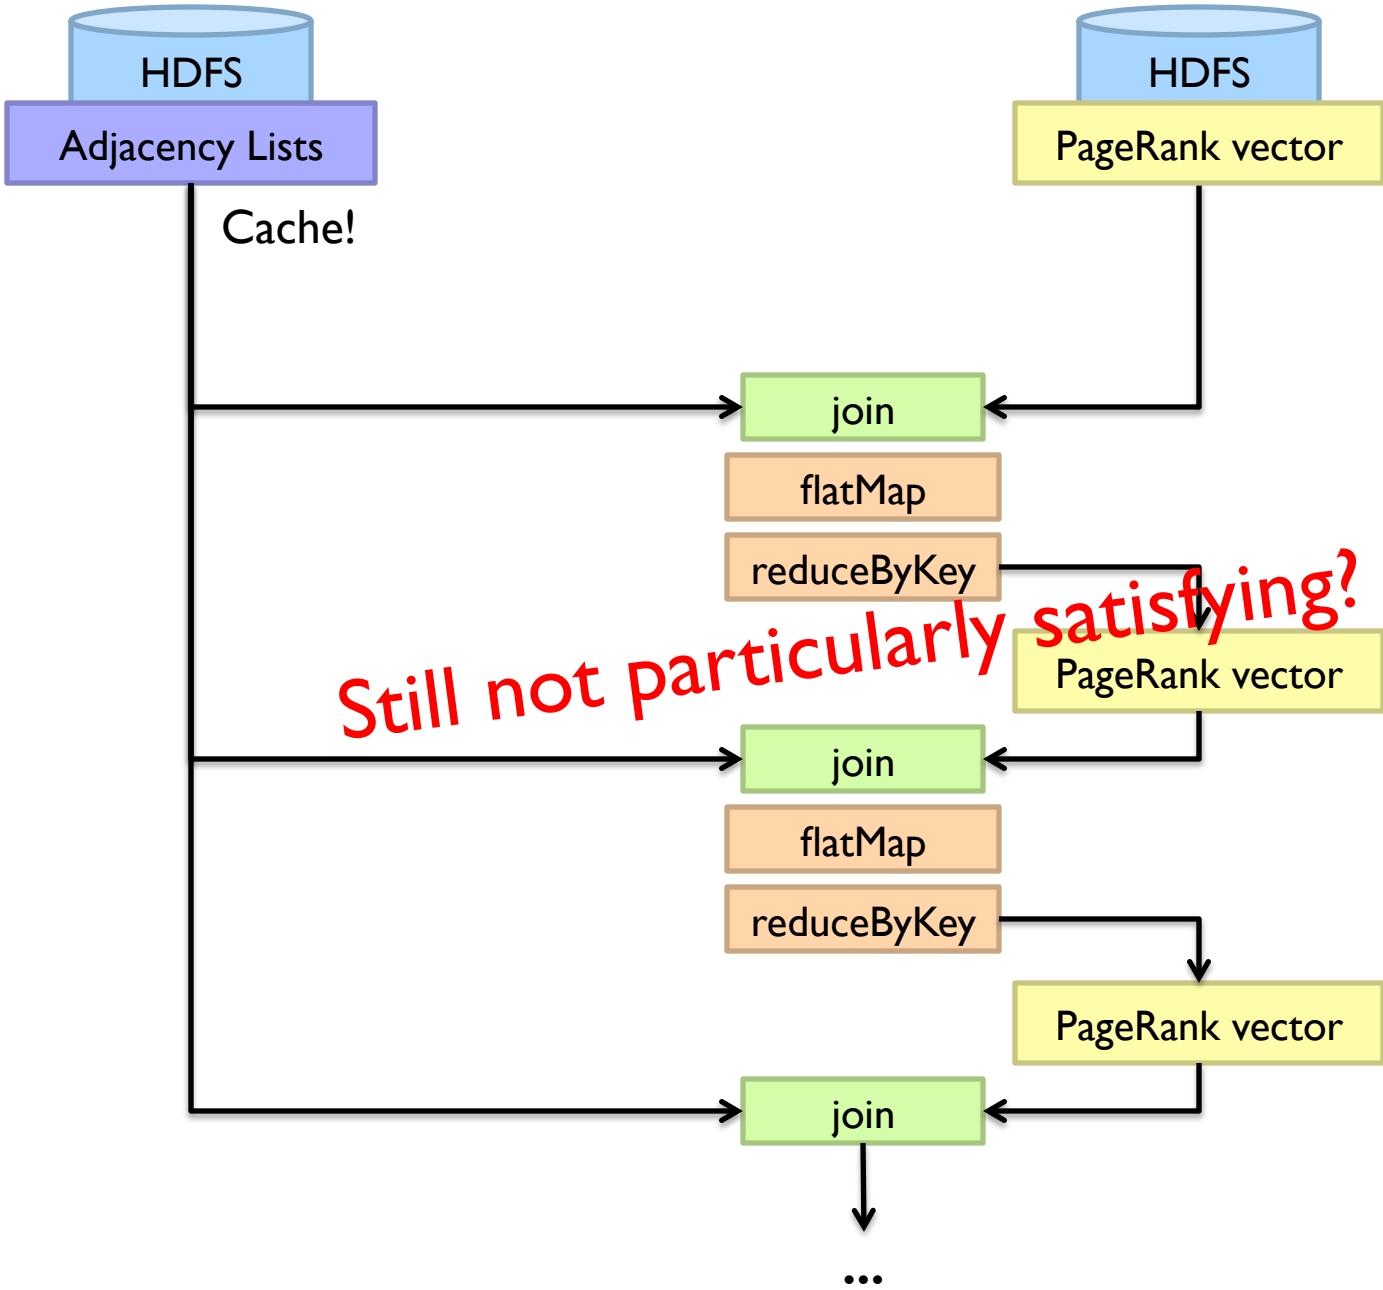 HDFS
HDFS
Adjacency Lists
PageRank vector
Cache!
join
flatMap
reduceByKey
Still not particularly satisfying?
PageRank vector
join
flatMap
reduceByKey
PageRank vector
join
...